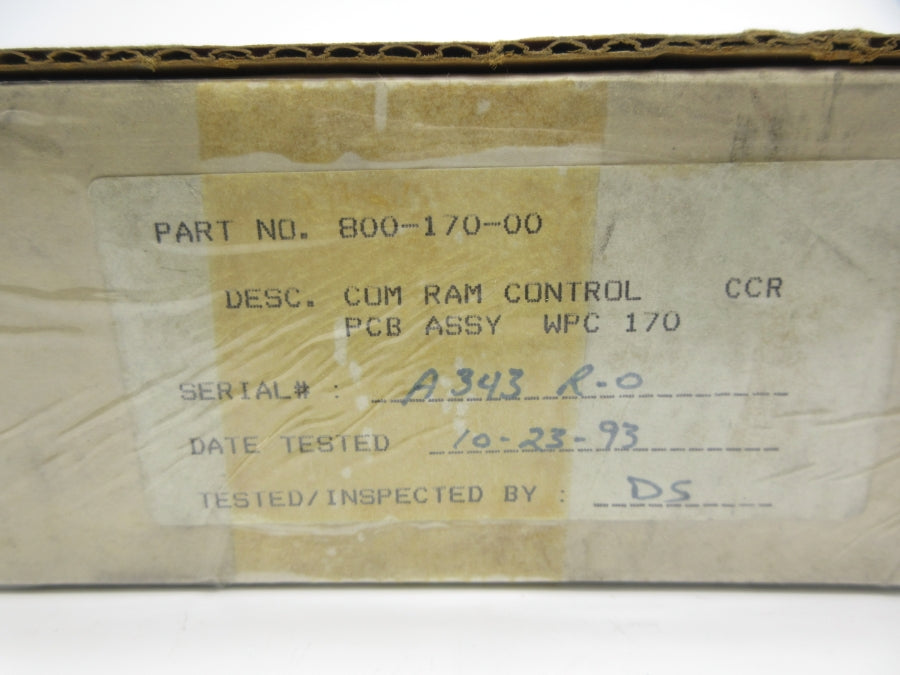 PART NO. 800-170-00
DESC. COM RAM CONTROL CCR
PCB ASSY WPC 170
SERIAL# : A343 R-0
DATE TESTED 10-23-93
TESTED/INSPECTED BY : DS